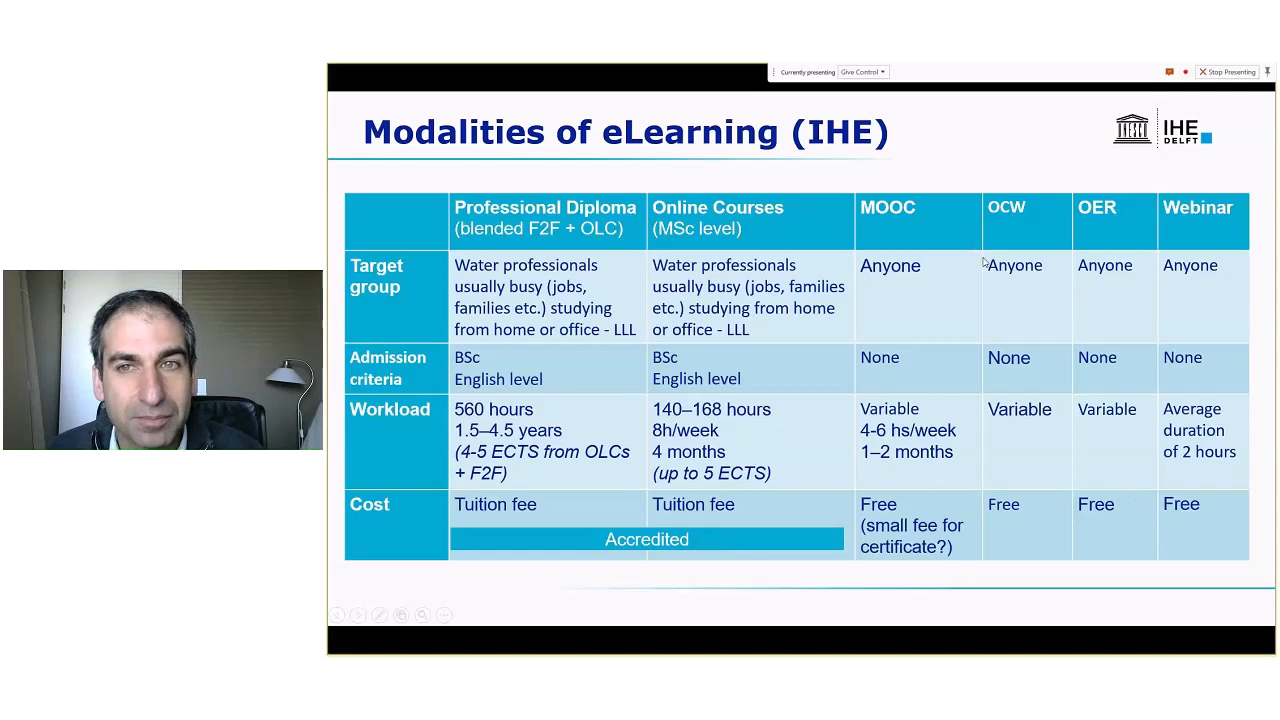 Currently presenting Give Control Stop Presenting
Modalities of eLearning (IHE)
UNESCO
IHE
DELFT
Professional Diploma
(blended F2F + OLC)
Online Courses
(MSc level)
MOOC
OCW
OER
Webinar
Target
group
Water professionals
usually busy (jobs,
families etc.) studying
from home or office - LLL
Water professionals
usually busy (jobs, families
etc.) studying from home
or office - LLL
Anyone
Anyone
Anyone
Anyone
Admission
criteria
BSc
English level
BSc
English level
None
None
None
None
Workload
560 hours
1.5–4.5 years
(4-5 ECTS from OLCs
+ F2F)
140–168 hours
8h/week
4 months
(up to 5 ECTS)
Variable
4-6 hs/week
1–2 months
Variable
Variable
Average
duration
of 2 hours
Cost
Tuition fee
Tuition fee
Free
(small fee for
certificate?)
Free
Free
Free
Accredited